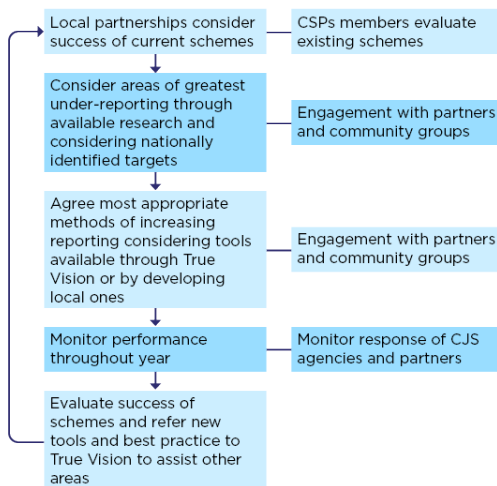 Local partnerships consider
success of current schemes
CSPs members evaluate
existing schemes
Consider areas of greatest
under-reporting through
available research and
considering nationally
identified targets
Engagement with partners
and community groups
Agree most appropriate
methods of increasing
reporting considering tools
available through True
Vision or by developing
local ones
Engagement with partners
and community groups
Monitor performance
throughout year
Monitor response of CJS
agencies and partners
Evaluate success of
schemes and refer new
tools and best practice to
True Vision to assist other
areas